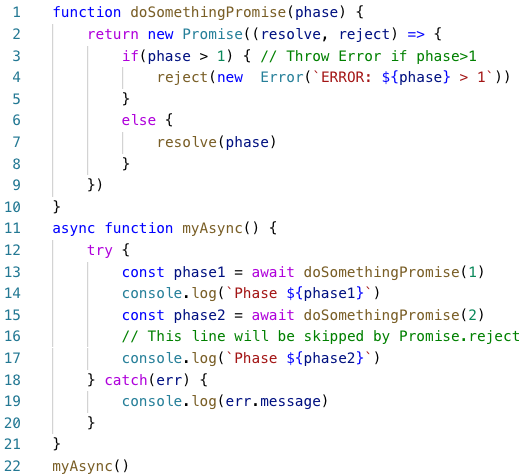 1 function doSomethingPromise(phase) {
2     return new Promise((resolve, reject) => {
3         if(phase > 1) { // Throw Error if phase>1
4             reject(new  Error(`ERROR: ${phase} > 1`))
5         }
6         else {
7             resolve(phase)
8         }
9     })
10 }
11 async function myAsync() {
12     try {
13         const phase1 = await doSomethingPromise(1)
14         console.log(`Phase ${phase1}`)
15         const phase2 = await doSomethingPromise(2)
16         // This line will be skipped by Promise.reject
17         console.log(`Phase ${phase2}`)
18     } catch(err) {
19         console.log(err.message)
20     }
21 }
22 myAsync()